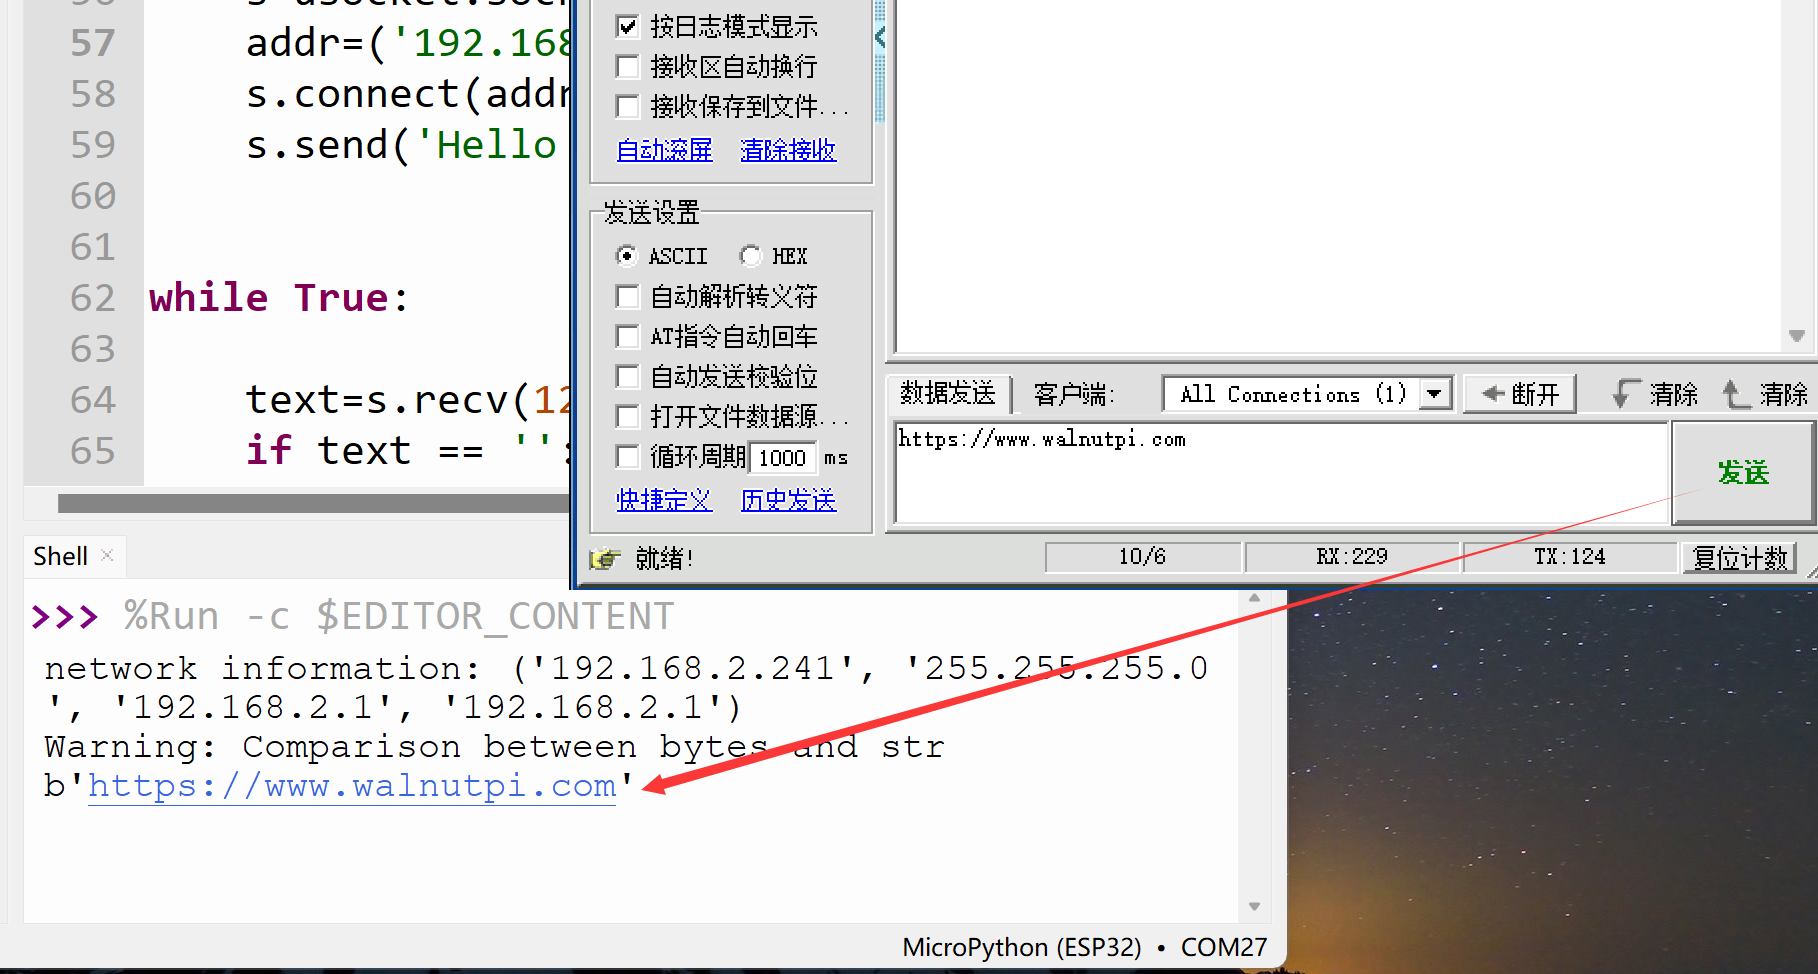 57 addr=('192.168
58 s.connect(addr
59 s.send('Hello
60
61
62 while True:
63
64 text=s.recv(12
65 if text == '':
按日志模式显示
接收区自动换行
接收保存到文件...
自动滚屏 清除接收
发送设置
ASCII HEX
自动解析转义符
AT指令自动回车
自动发送校验位
打开文件数据源...
循环周期 1000 ms
快捷定义 历史发送
数据发送 客户端: All Connections (1) 断开 清除 清除
https://www.walnutpi.com
发送
就绪! 10/6 RX:229 TX:124 复位计数
Shell
>>> %Run -c $EDITOR_CONTENT
network information: ('192.168.2.241', '255.255.255.0
', '192.168.2.1', '192.168.2.1')
Warning: Comparison between bytes and str
b'https://www.walnutpi.com'
MicroPython (ESP32) • COM27